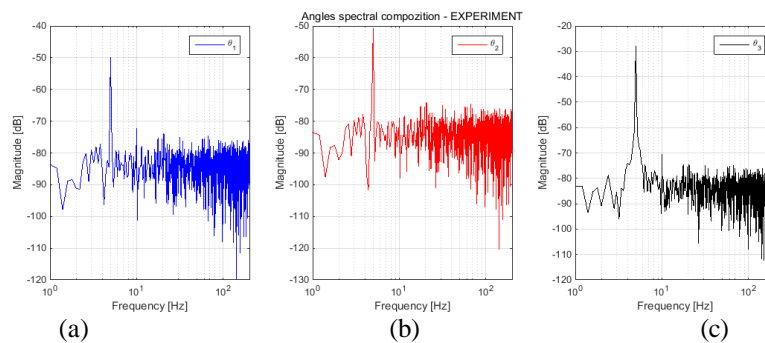 Angles spectral compozition - EXPERIMENT
-40
-50
-60
-70
-80
-90
-100
-110
-120
Magnitude [dB]
θ1
10^0
10^1
10^2
Frequency [Hz]
(a)
-50
-60
-70
-80
-90
-100
-110
-120
-130
Magnitude [dB]
θ2
10^0
10^1
10^2
Frequency [Hz]
(b)
-20
-30
-40
-50
-60
-70
-80
-90
-100
-110
-120
Magnitude [dB]
θ3
10^0
10^1
10^2
Frequency [Hz]
(c)